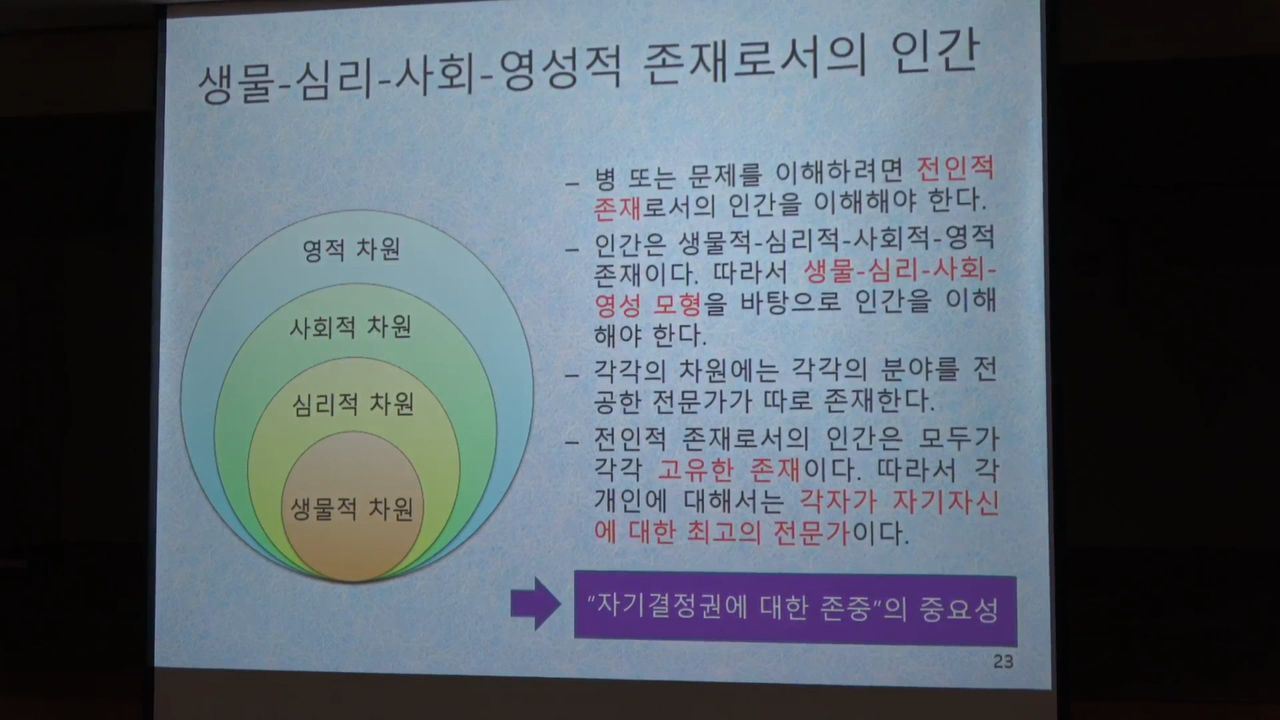 생물-심리-사회-영성적 존재로서의 인간
영적 차원
사회적 차원
심리적 차원
생물적 차원
– 병 또는 문제를 이해하려면 전인적
존재로서의 인간을 이해해야 한다.
– 인간은 생물적-심리적-사회적-영적
존재이다. 따라서 생물-심리-사회-
영성 모형을 바탕으로 인간을 이해
해야 한다.
– 각각의 차원에는 각각의 분야를 전
공한 전문가가 따로 존재한다.
– 전인적 존재로서의 인간은 모두가
각각 고유한 존재이다. 따라서 각
개인에 대해서는 각자가 자기자신
에 대한 최고의 전문가이다.
“자기결정권에 대한 존중”의 중요성
23